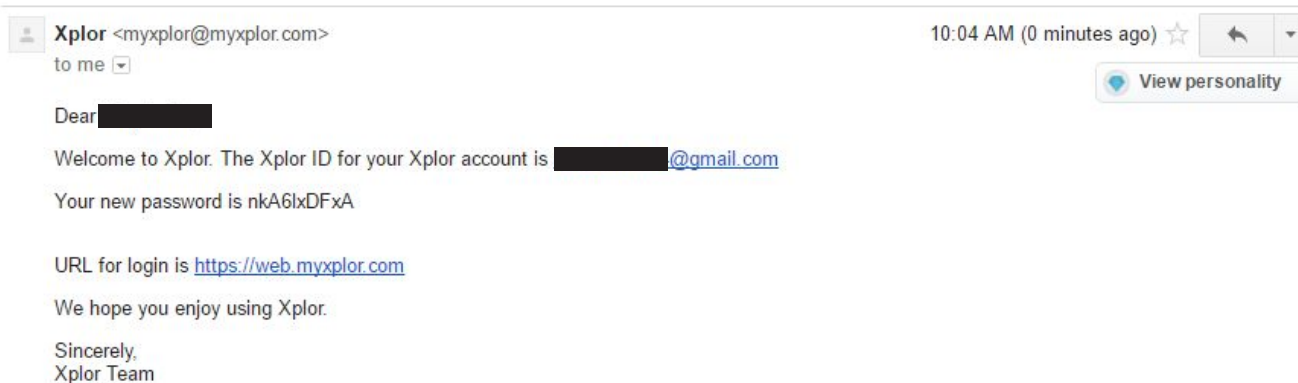 Xplor <myxplor@myxplor.com>
10:04 AM (0 minutes ago)
to me
View personality
Dear
Welcome to Xplor. The Xplor ID for your Xplor account is @gmail.com
Your new password is nkA6lxDFxA
URL for login is https://web.myxplor.com
We hope you enjoy using Xplor.
Sincerely,
Xplor Team